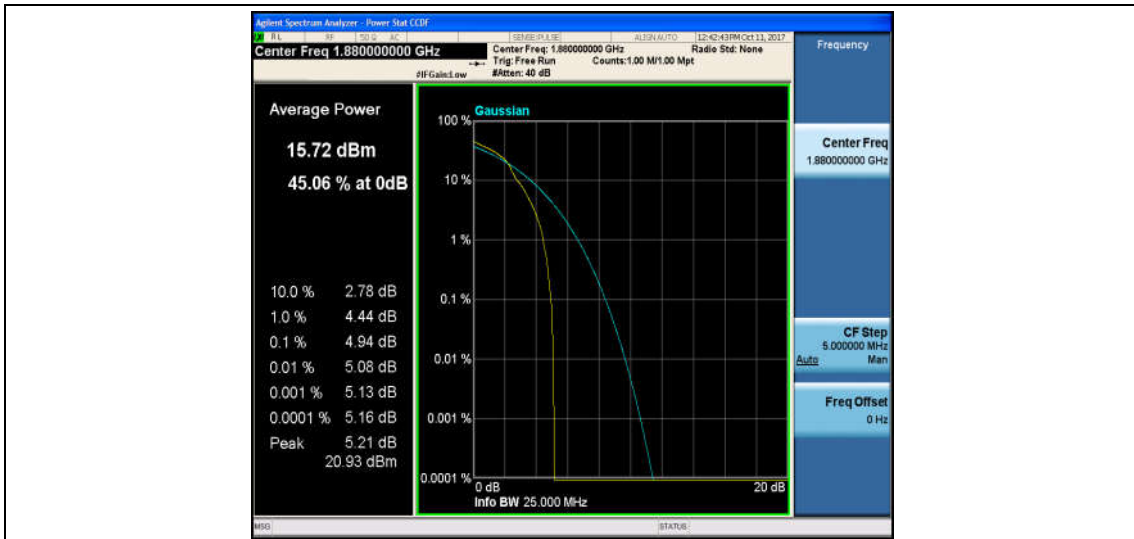 Agilent Spectrum Analyzer - Power Stat CCDF
RL RF 50 Ω AC SENSE:PULSE ALIGN AUTO 12:42:43 PM Oct 11, 2017
Center Freq 1.880000000 GHz
Center Freq: 1.880000000 GHz Radio Std: None
Trig: Free Run Counts:1.00 M/1.00 Mpt
#IFGain:Low #Atten: 40 dB
Frequency
Average Power
15.72 dBm
45.06 % at 0dB
10.0 % 2.78 dB
1.0 % 4.44 dB
0.1 % 4.94 dB
0.01 % 5.08 dB
0.001 % 5.13 dB
0.0001 % 5.16 dB
Peak 5.21 dB
20.93 dBm
Gaussian
100 %
10 %
1 %
0.1 %
0.01 %
0.001 %
0.0001 %
0 dB 20 dB
Info BW 25.000 MHz
Center Freq
1.880000000 GHz
CF Step
5.000000 MHz
Auto Man
Freq Offset
0 Hz
MSG STATUS